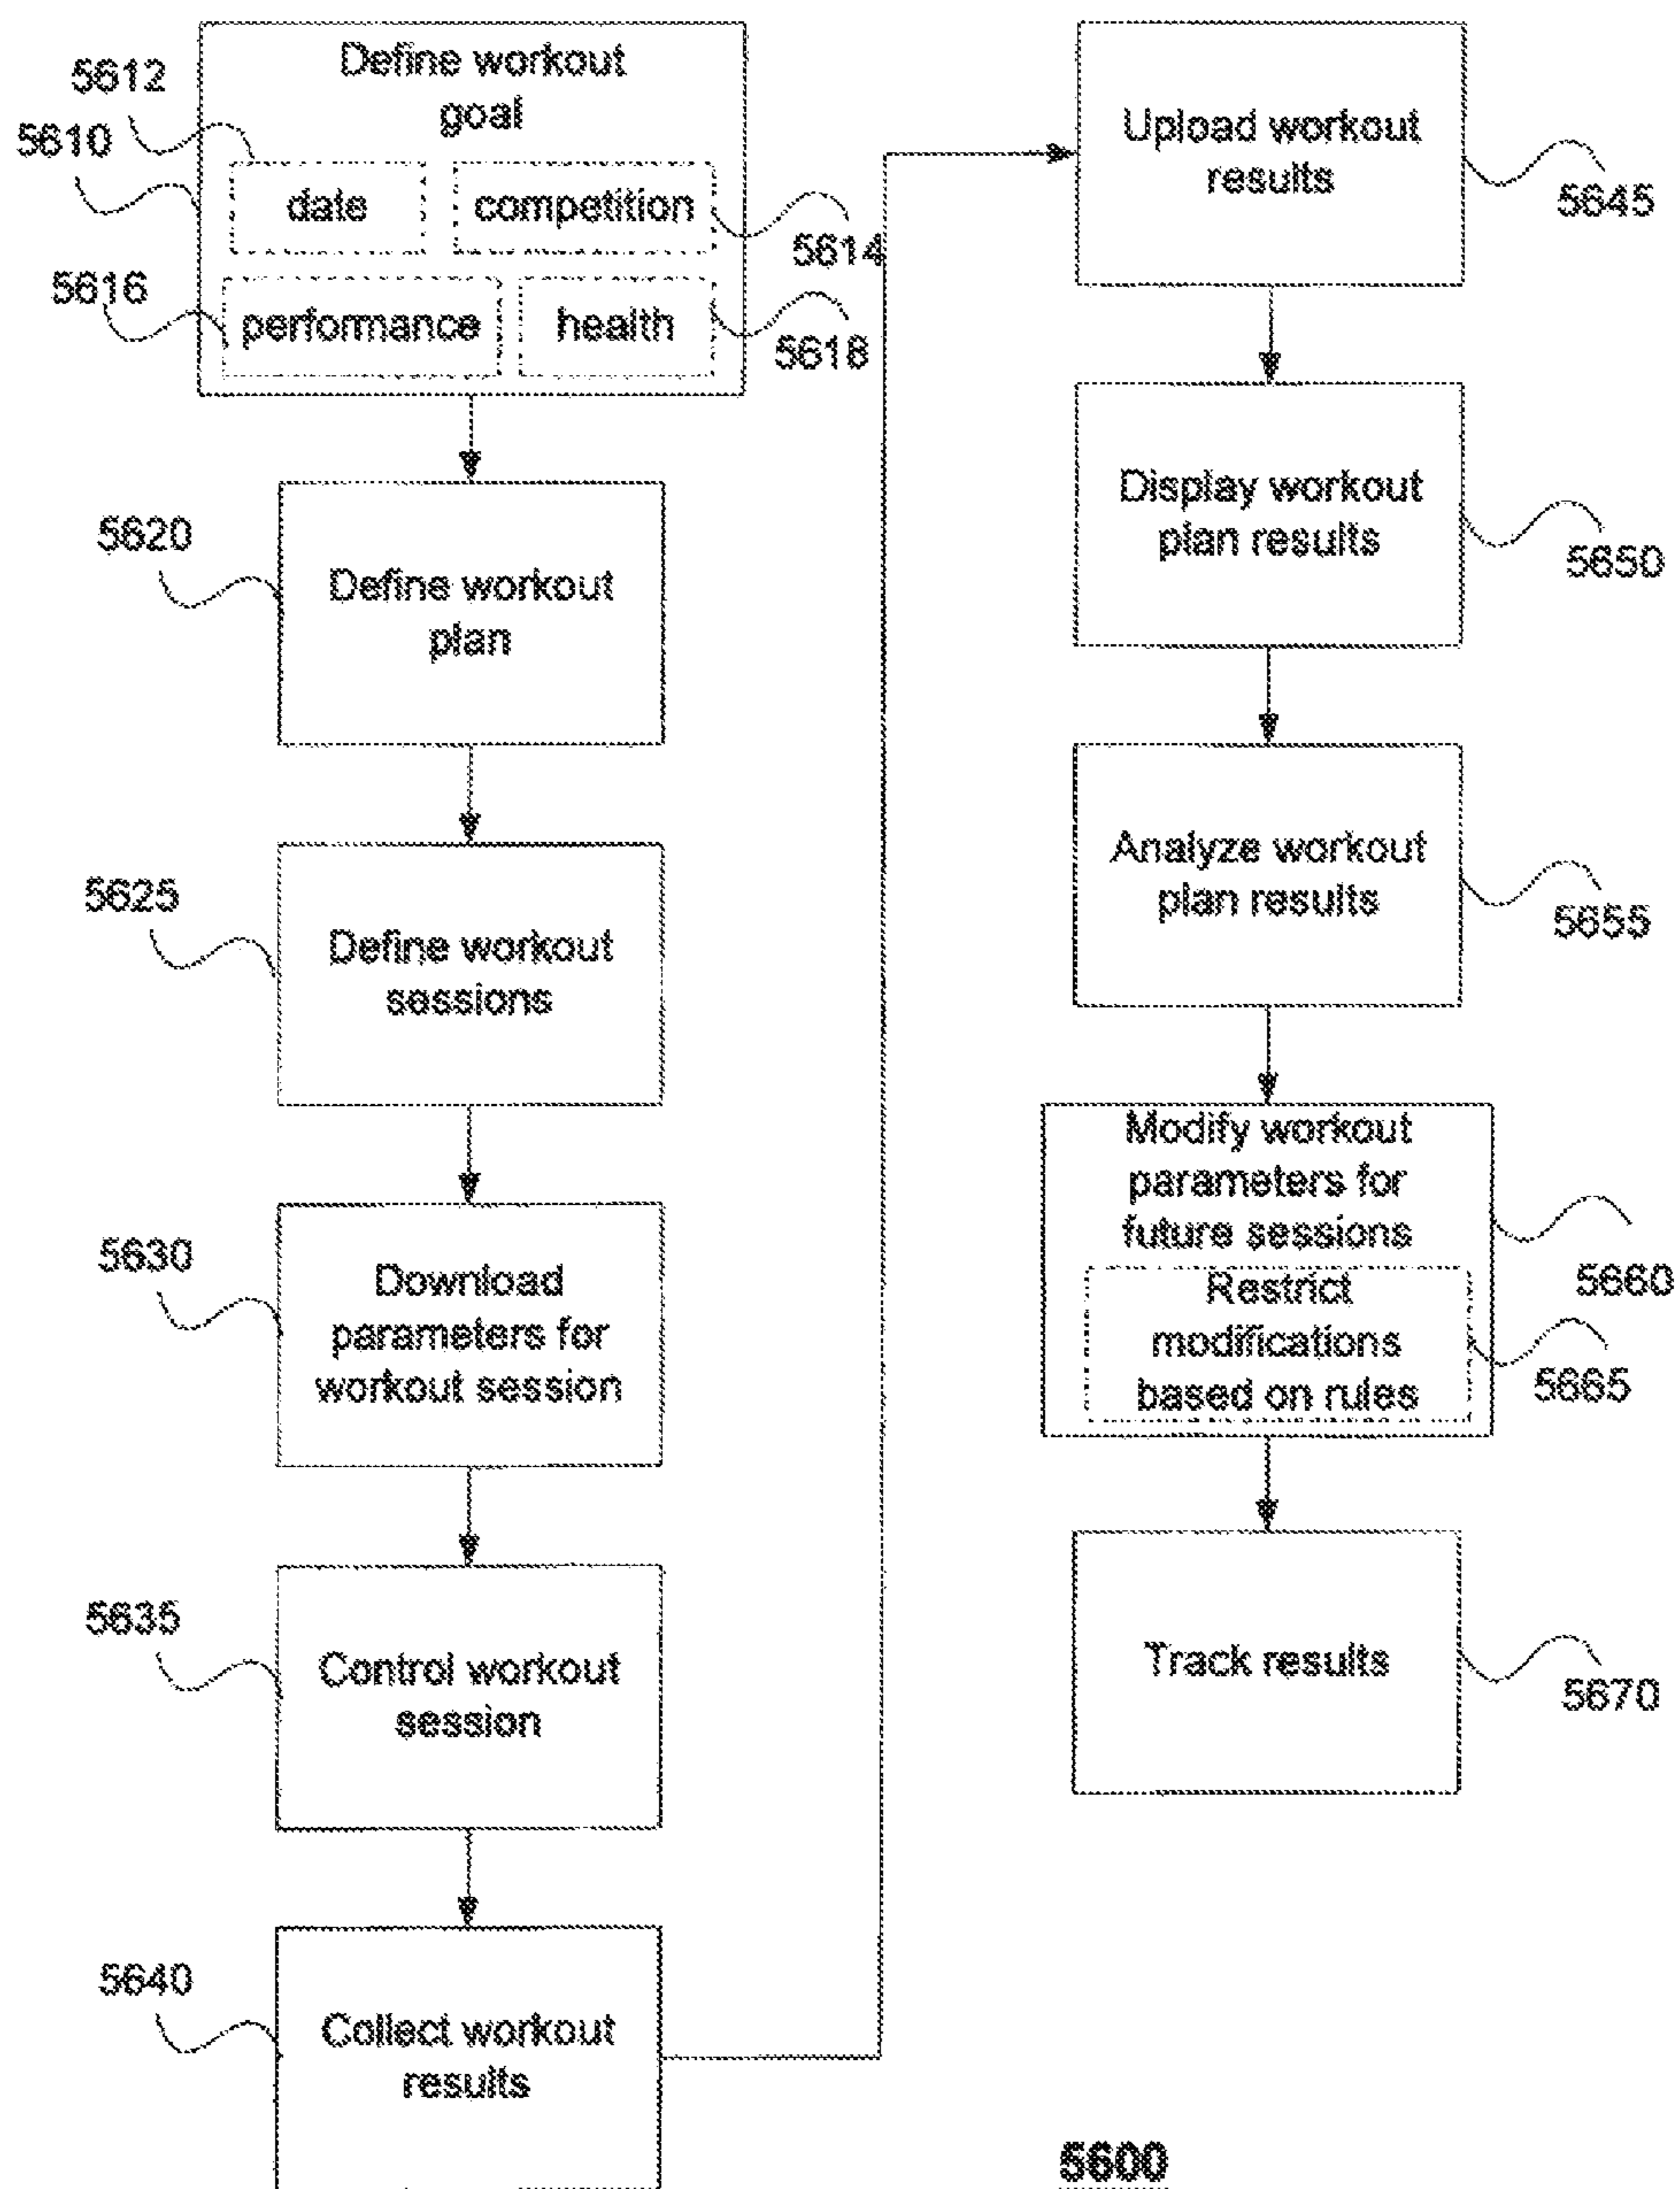 Define workout
goal
5612
5610
date
competition
5614
5616
performance
health
5618
5620
Define workout
plan
5625
Define workout
sessions
5630
Download
parameters for
workout session
5635
Control workout
session
5640
Collect workout
results
Upload workout
results
5645
Display workout
plan results
5650
Analyze workout
plan results
5655
Modify workout
parameters for
future sessions
5660
Restrict
modifications
based on rules
5665
Track results
5670
5600